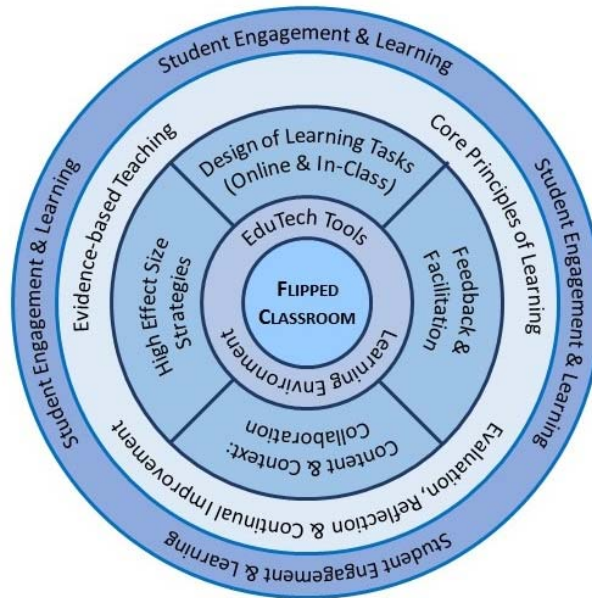 Student Engagement & Learning
Student Engagement & Learning
Student Engagement & Learning
Student Engagement & Learning
Evidence-based Teaching
Core Principles of Learning
Evaluation, Reflection & Continual Improvement
Design of Learning Tasks
(Online & In-Class)
High Effect Size
Strategies
Feedback &
Facilitation
Content & Context:
Collaboration
EduTech Tools
Learning Environment
FLIPPED
CLASSROOM